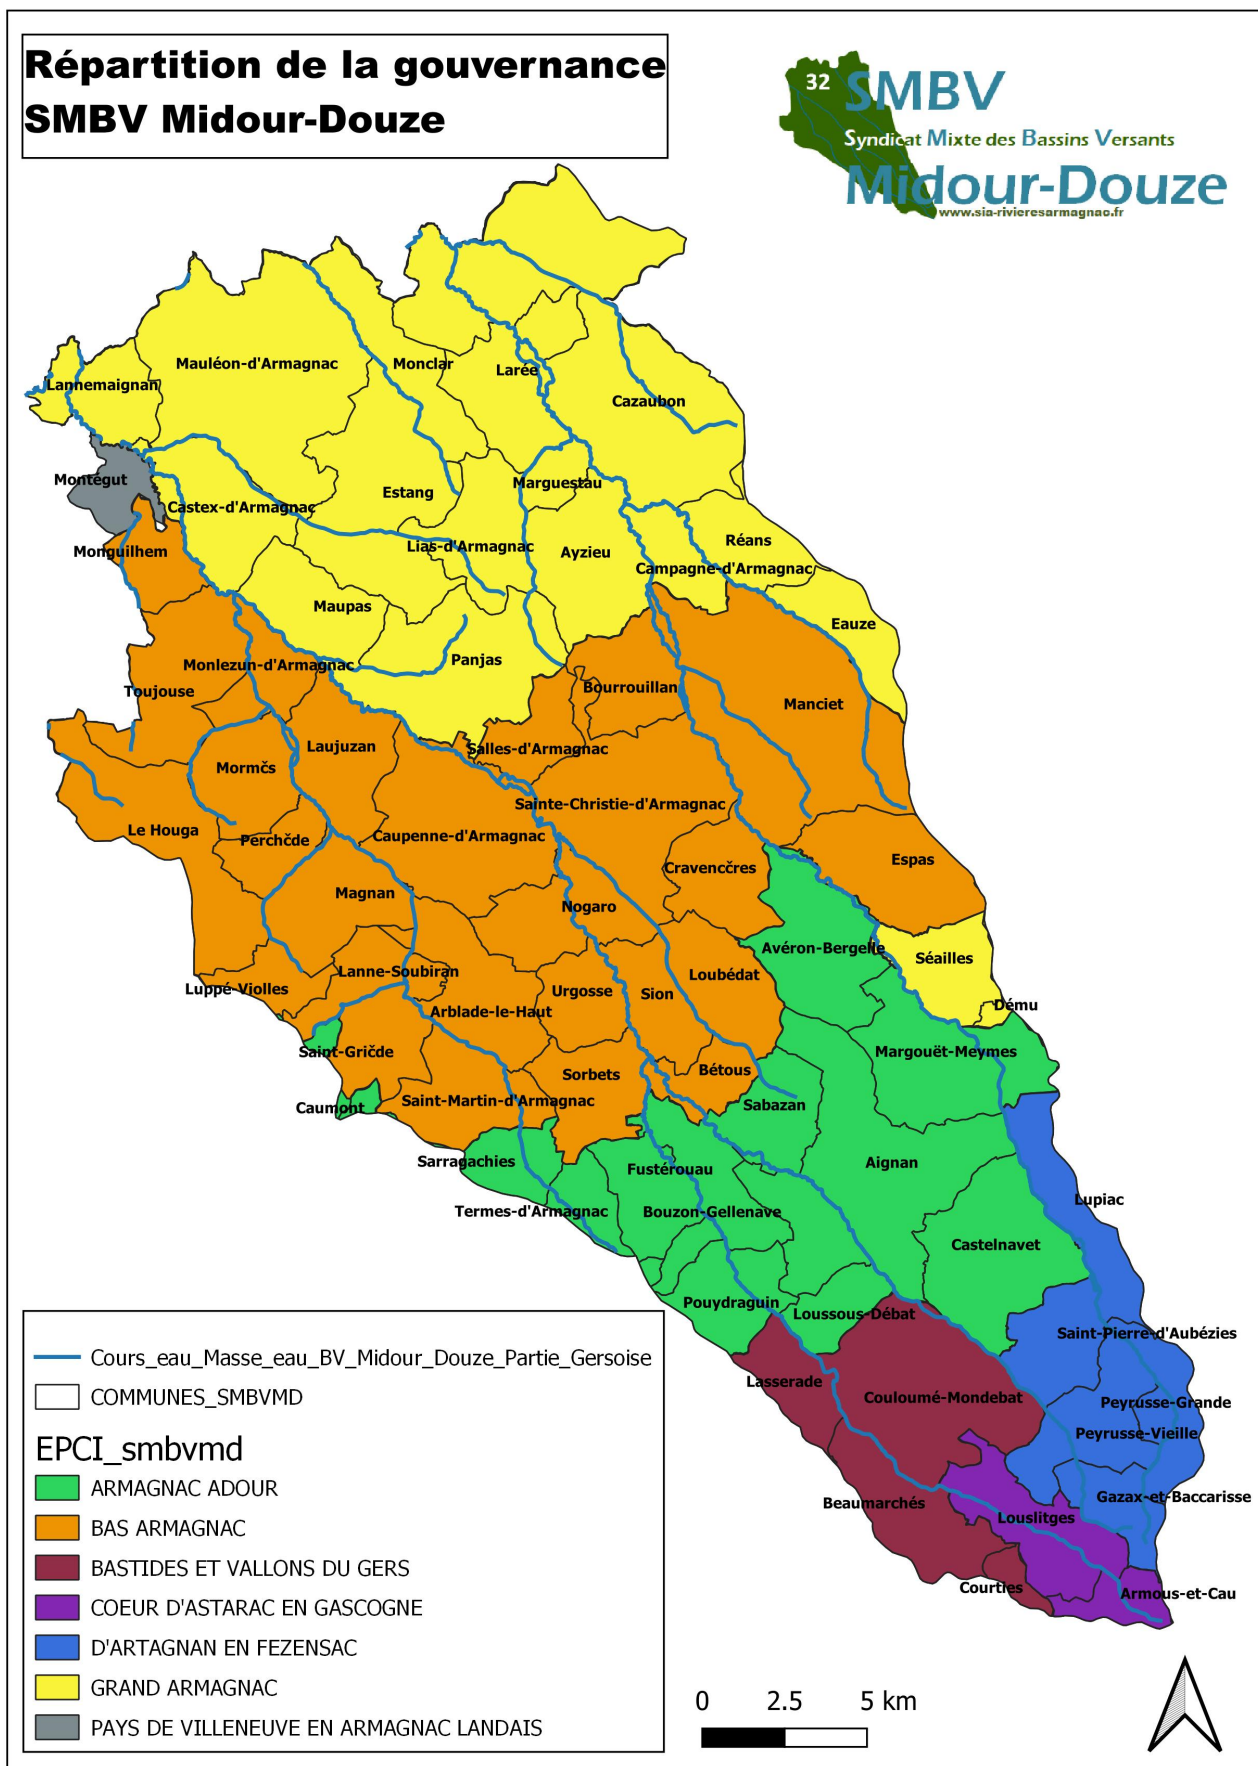 Répartition de la gouvernance
SMBV Midour-Douze
32
SMBV
Syndicat Mixte des Bassins Versants
Midour-Douze
www.sia-rivieresarmagnac.fr
Mauléon-d'Armagnac
Monclar
Larée
Lannemaignan
Cazaubon
Montégut
Marguestau
Estang
Castex-d'Armagnac
Réans
Lias-d'Armagnac
Ayzieu
Monguilhem
Campagne-d'Armagnac
Maupas
Eauze
Panjas
Monlezun-d'Armagnac
Bourrouillan
Toujouse
Manciet
Laujuzan
Salles-d'Armagnac
Mormčs
Sainte-Christie-d'Armagnac
Le Houga
Perchčde
Caupenne-d'Armagnac
Espas
Cravencčres
Magnan
Nogaro
Avéron-Bergelle
Séailles
Lanne-Soubiran
Loubédat
Luppé-Violles
Urgosse
Sion
Dému
Arblade-le-Haut
Saint-Gričde
Margouët-Meymes
Sorbets
Bétous
Caumont
Saint-Martin-d'Armagnac
Sabazan
Sarragachies
Fustérouau
Aignan
Lupiac
Termes-d'Armagnac
Bouzon-Gellenave
Castelnavet
Pouydraguin
Loussous-Débat
Saint-Pierre-d'Aubézies
Lasserade
Couloumé-Mondebat
Peyrusse-Grande
Peyrusse-Vieille
Beaumarchés
Gazax-et-Baccarisse
Louslitges
Courties
Armous-et-Cau
Cours_eau_Masse_eau_BV_Midour_Douze_Partie_Gersoise
COMMUNES_SMBVMD
EPCI_smbvmd
ARMAGNAC ADOUR
BAS ARMAGNAC
BASTIDES ET VALLONS DU GERS
COEUR D'ASTARAC EN GASCOGNE
D'ARTAGNAN EN FEZENSAC
GRAND ARMAGNAC
PAYS DE VILLENEUVE EN ARMAGNAC LANDAIS
0 2.5 5 km